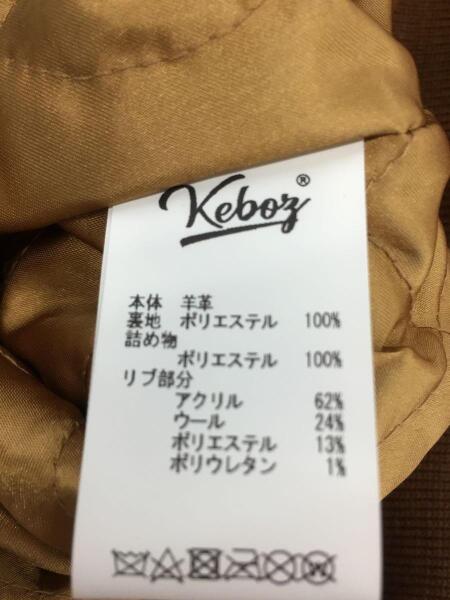 Keboz®
本体 羊革
裏地 ポリエステル 100%
詰め物
ポリエステル 100%
リブ部分
アクリル 62%
ウール 24%
ポリエステル 13%
ポリウレタン 1%